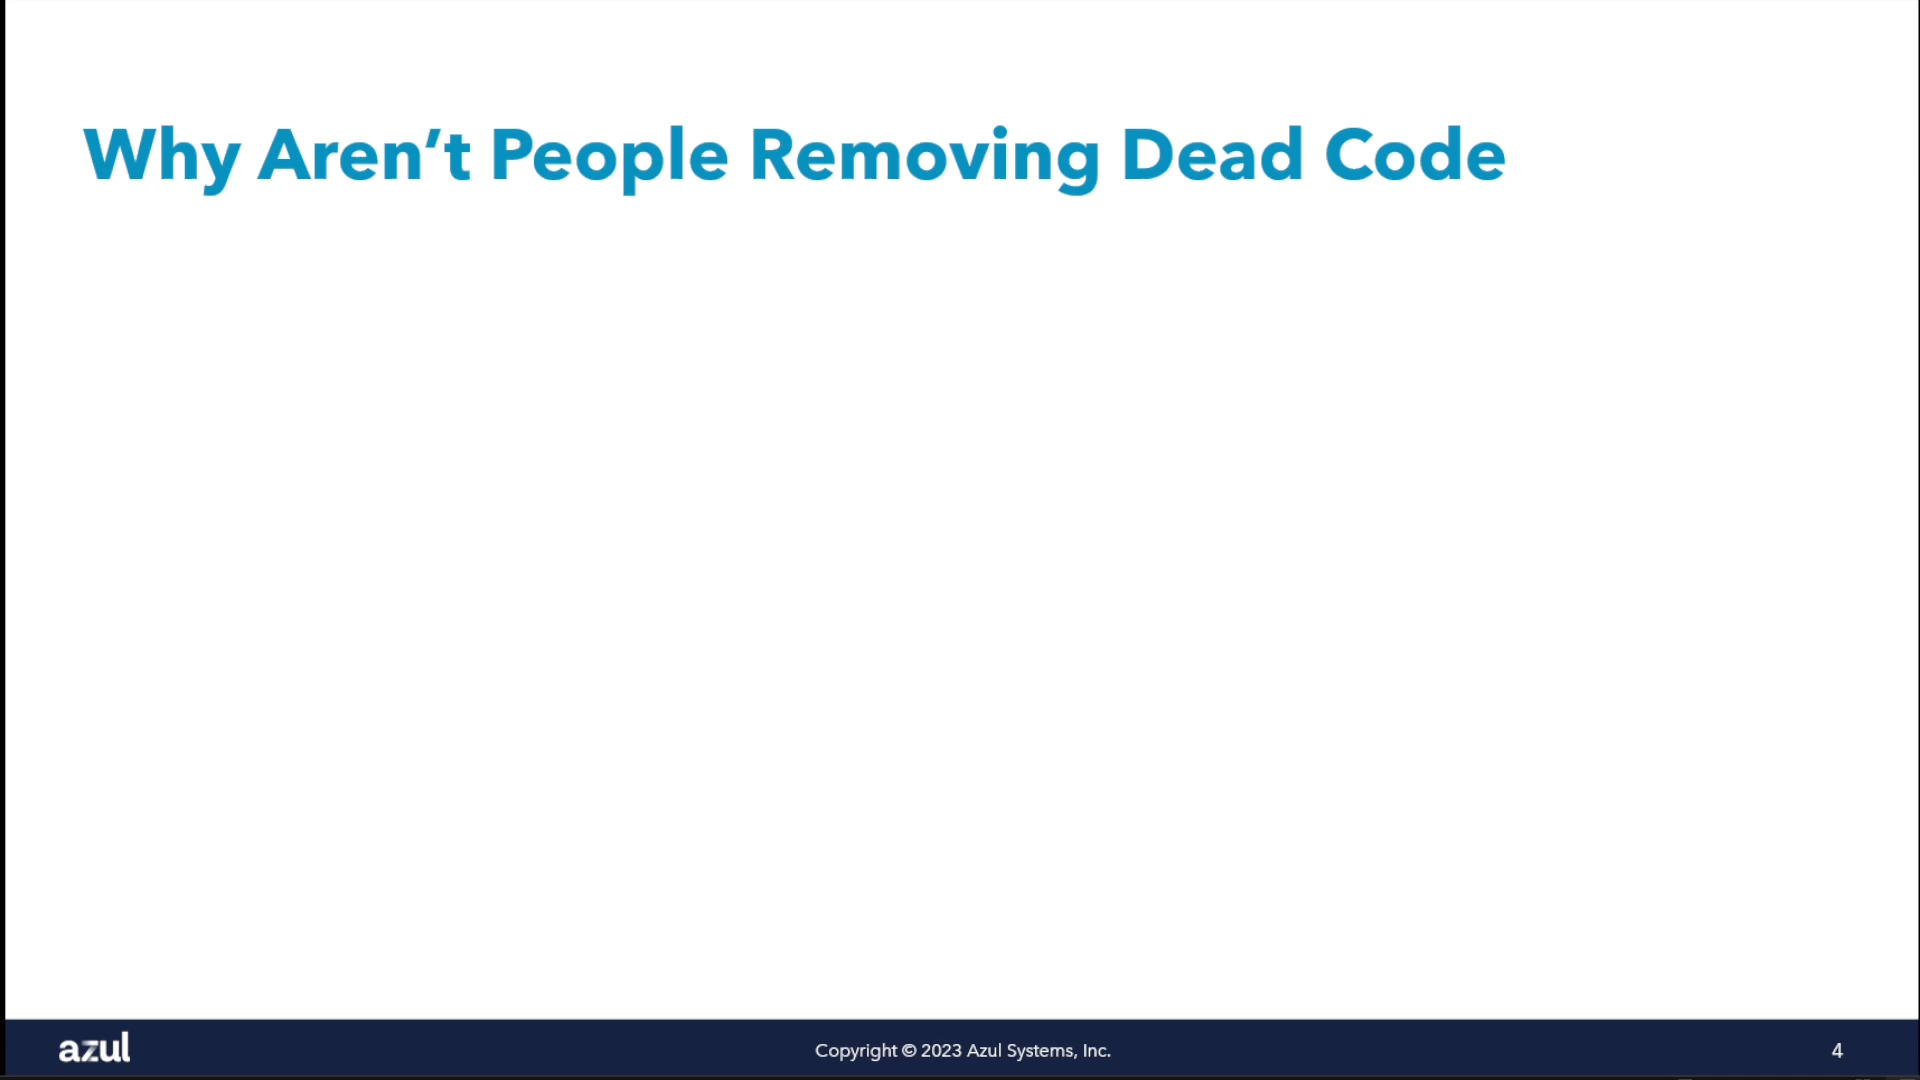 Why Aren’t People Removing Dead Code
azul
Copyright © 2023 Azul Systems, Inc.
4